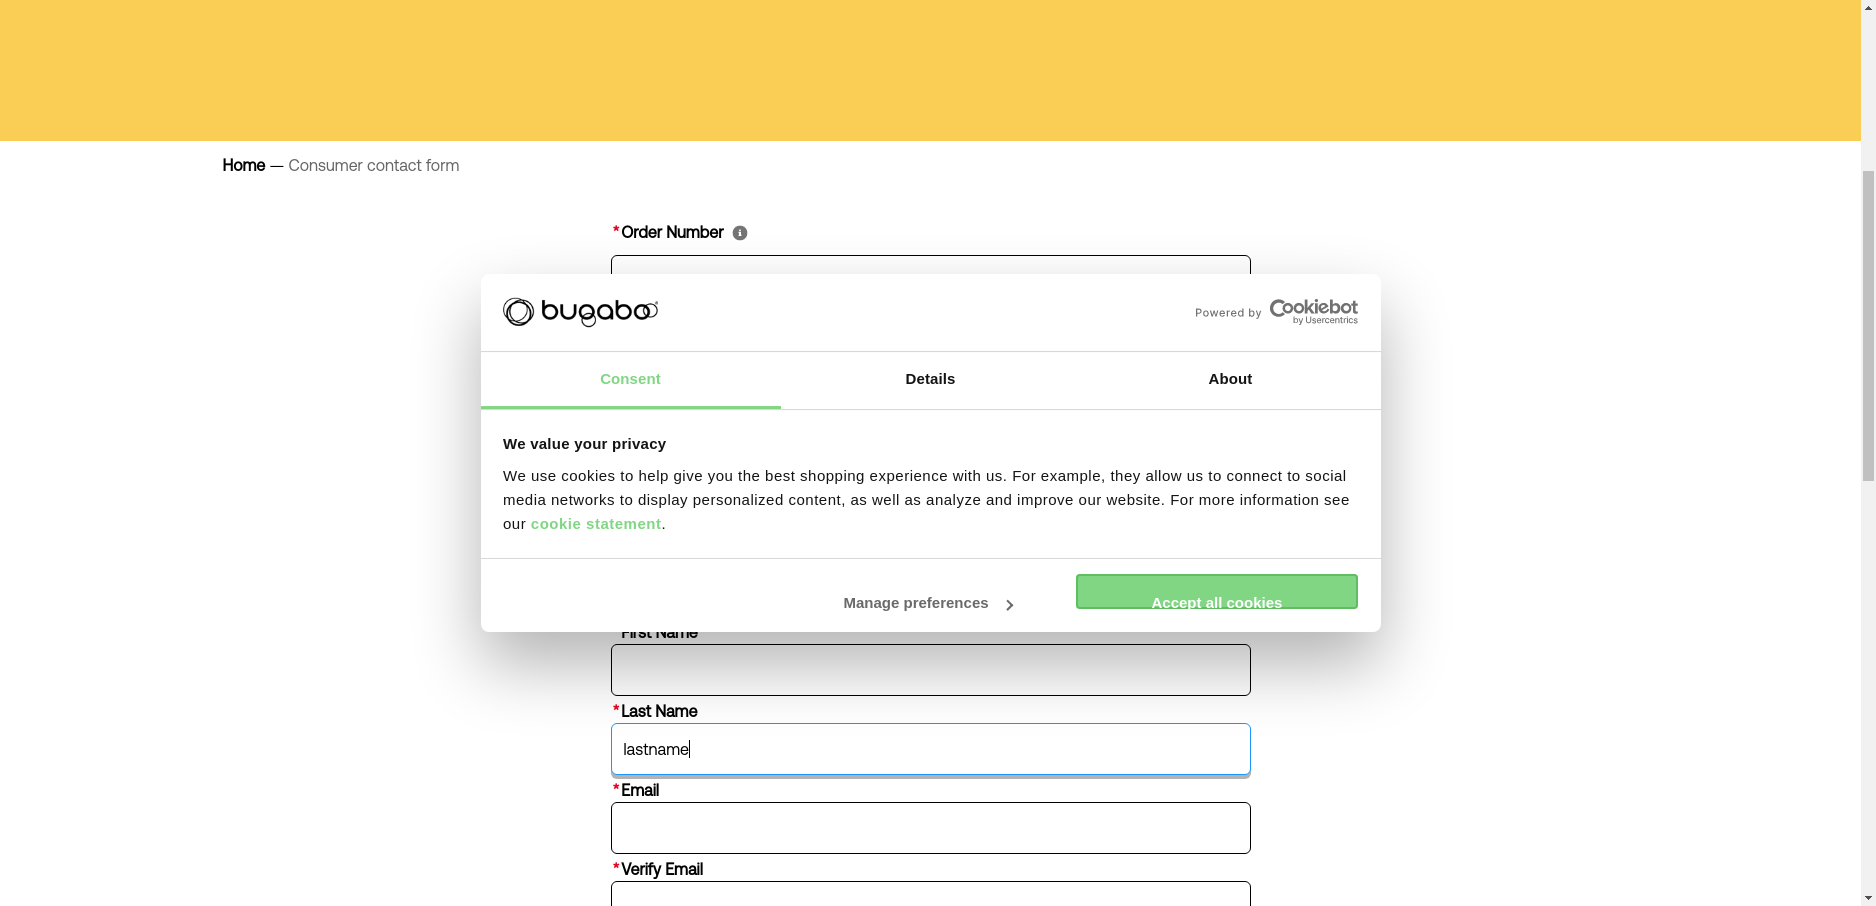 Home — Consumer contact form
*Order Number
bugaboo
Powered by Cookiebot
by Usercentrics
Consent
Details
About
We value your privacy
We use cookies to help give you the best shopping experience with us. For example, they allow us to connect to social
media networks to display personalized content, as well as analyze and improve our website. For more information see
our cookie statement.
Manage preferences
Accept all cookies
First Name
*Last Name
lastname
*Email
*Verify Email